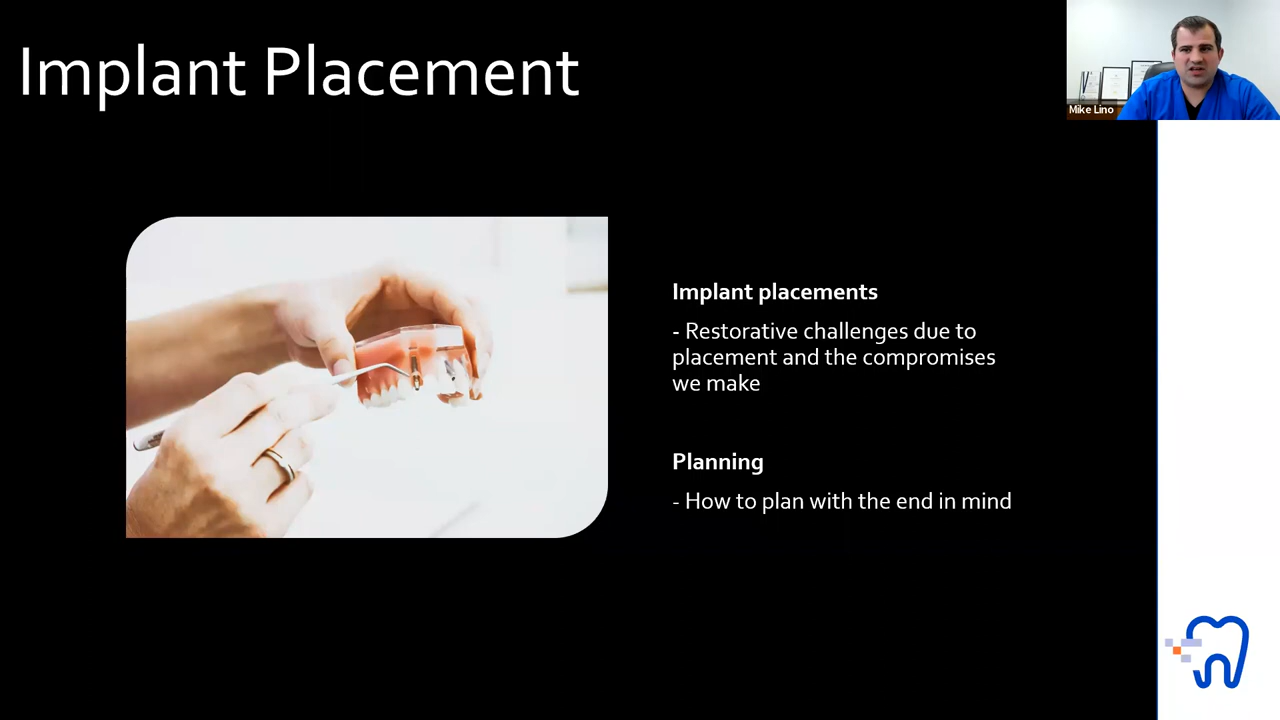 Implant Placement
Mike Lino
Implant placements
- Restorative challenges due to
placement and the compromises
we make
Planning
- How to plan with the end in mind